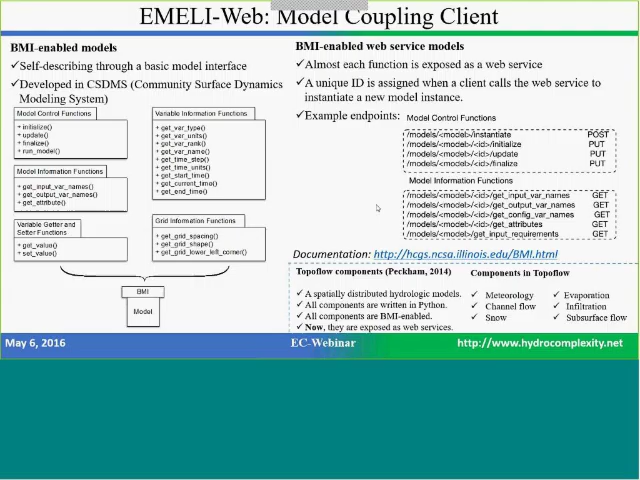 EMELI-Web: Model Coupling Client
BMI-enabled models
✓Self-describing through a basic model interface
✓Developed in CSDMS (Community Surface Dynamics
Modeling System)
Model Control Functions
+ initialize()
+ update()
+ finalize()
+ run_model()
Model Information Functions
+ get_input_var_names()
+ get_output_var_names()
+ get_attribute()
Variable Getter and
Setter Functions
+ get_value()
+ set_value()
Variable Information Functions
+ get_var_type()
+ get_var_units()
+ get_var_rank()
+ get_var_name()
+ get_time_step()
+ get_time_units()
+ get_start_time()
+ get_current_time()
+ get_end_time()
Grid Information Functions
+ get_grid_spacing()
+ get_grid_shape()
+ get_grid_lower_left_corner()
BMI
Model
BMI-enabled web service models
✓Almost each function is exposed as a web service
✓A unique ID is assigned when a client calls the web service to
instantiate a new model instance.
✓Example endpoints:
Model Control Functions
/models/<model>/instantiate POST
/models/<model>/<id>/initialize PUT
/models/<model>/<id>/update PUT
/models/<model>/<id>/finalize PUT
Model Information Functions
/models/<model>/<id>/get_input_var_names GET
/models/<model>/<id>/get_output_var_names GET
/models/<model>/<id>/get_config_var_names GET
/models/<model>/<id>/get_attributes GET
/models/<model>/<id>/get_input_requirements GET
Documentation: http://hcgs.ncsa.illinois.edu/BMI.html
Topoflow components (Peckham, 2014)
✓ A spatially distributed hydrologic models.
✓ All components are written in Python.
✓ All components are BMI-enabled.
✓ Now, they are exposed as web services.
Components in Topoflow
✓ Meteorology ✓ Evaporation
✓ Channel flow ✓ Infiltration
✓ Snow ✓ Subsurface flow
May 6, 2016 EC-Webinar http://www.hydrocomplexity.net